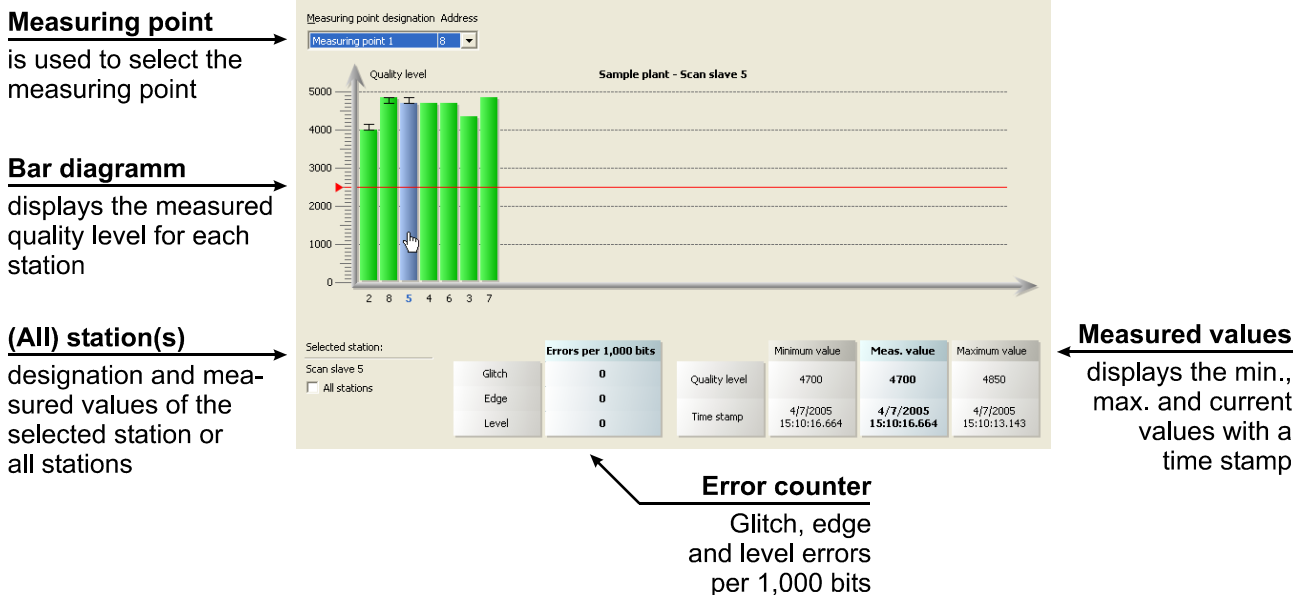 Measuring point
is used to select the
measuring point
Bar diagramm
displays the measured
quality level for each
station
(All) station(s)
designation and mea-
sured values of the
selected station or
all stations
Measuring point designation Address
Measuring point 1 8
Quality level
Sample plant - Scan slave 5
5000
4000
3000
2000
1000
0
2 8 5 4 6 3 7
Selected station:
Scan slave 5
All stations
Errors per 1,000 bits
Glitch 0
Edge 0
Level 0
Minimum value Meas. value Maximum value
Quality level 4700 4700 4850
Time stamp 4/7/2005 4/7/2005 4/7/2005
15:10:16.664 15:10:16.664 15:10:13.143
Measured values
displays the min.,
max. and current
values with a
time stamp
Error counter
Glitch, edge
and level errors
per 1,000 bits